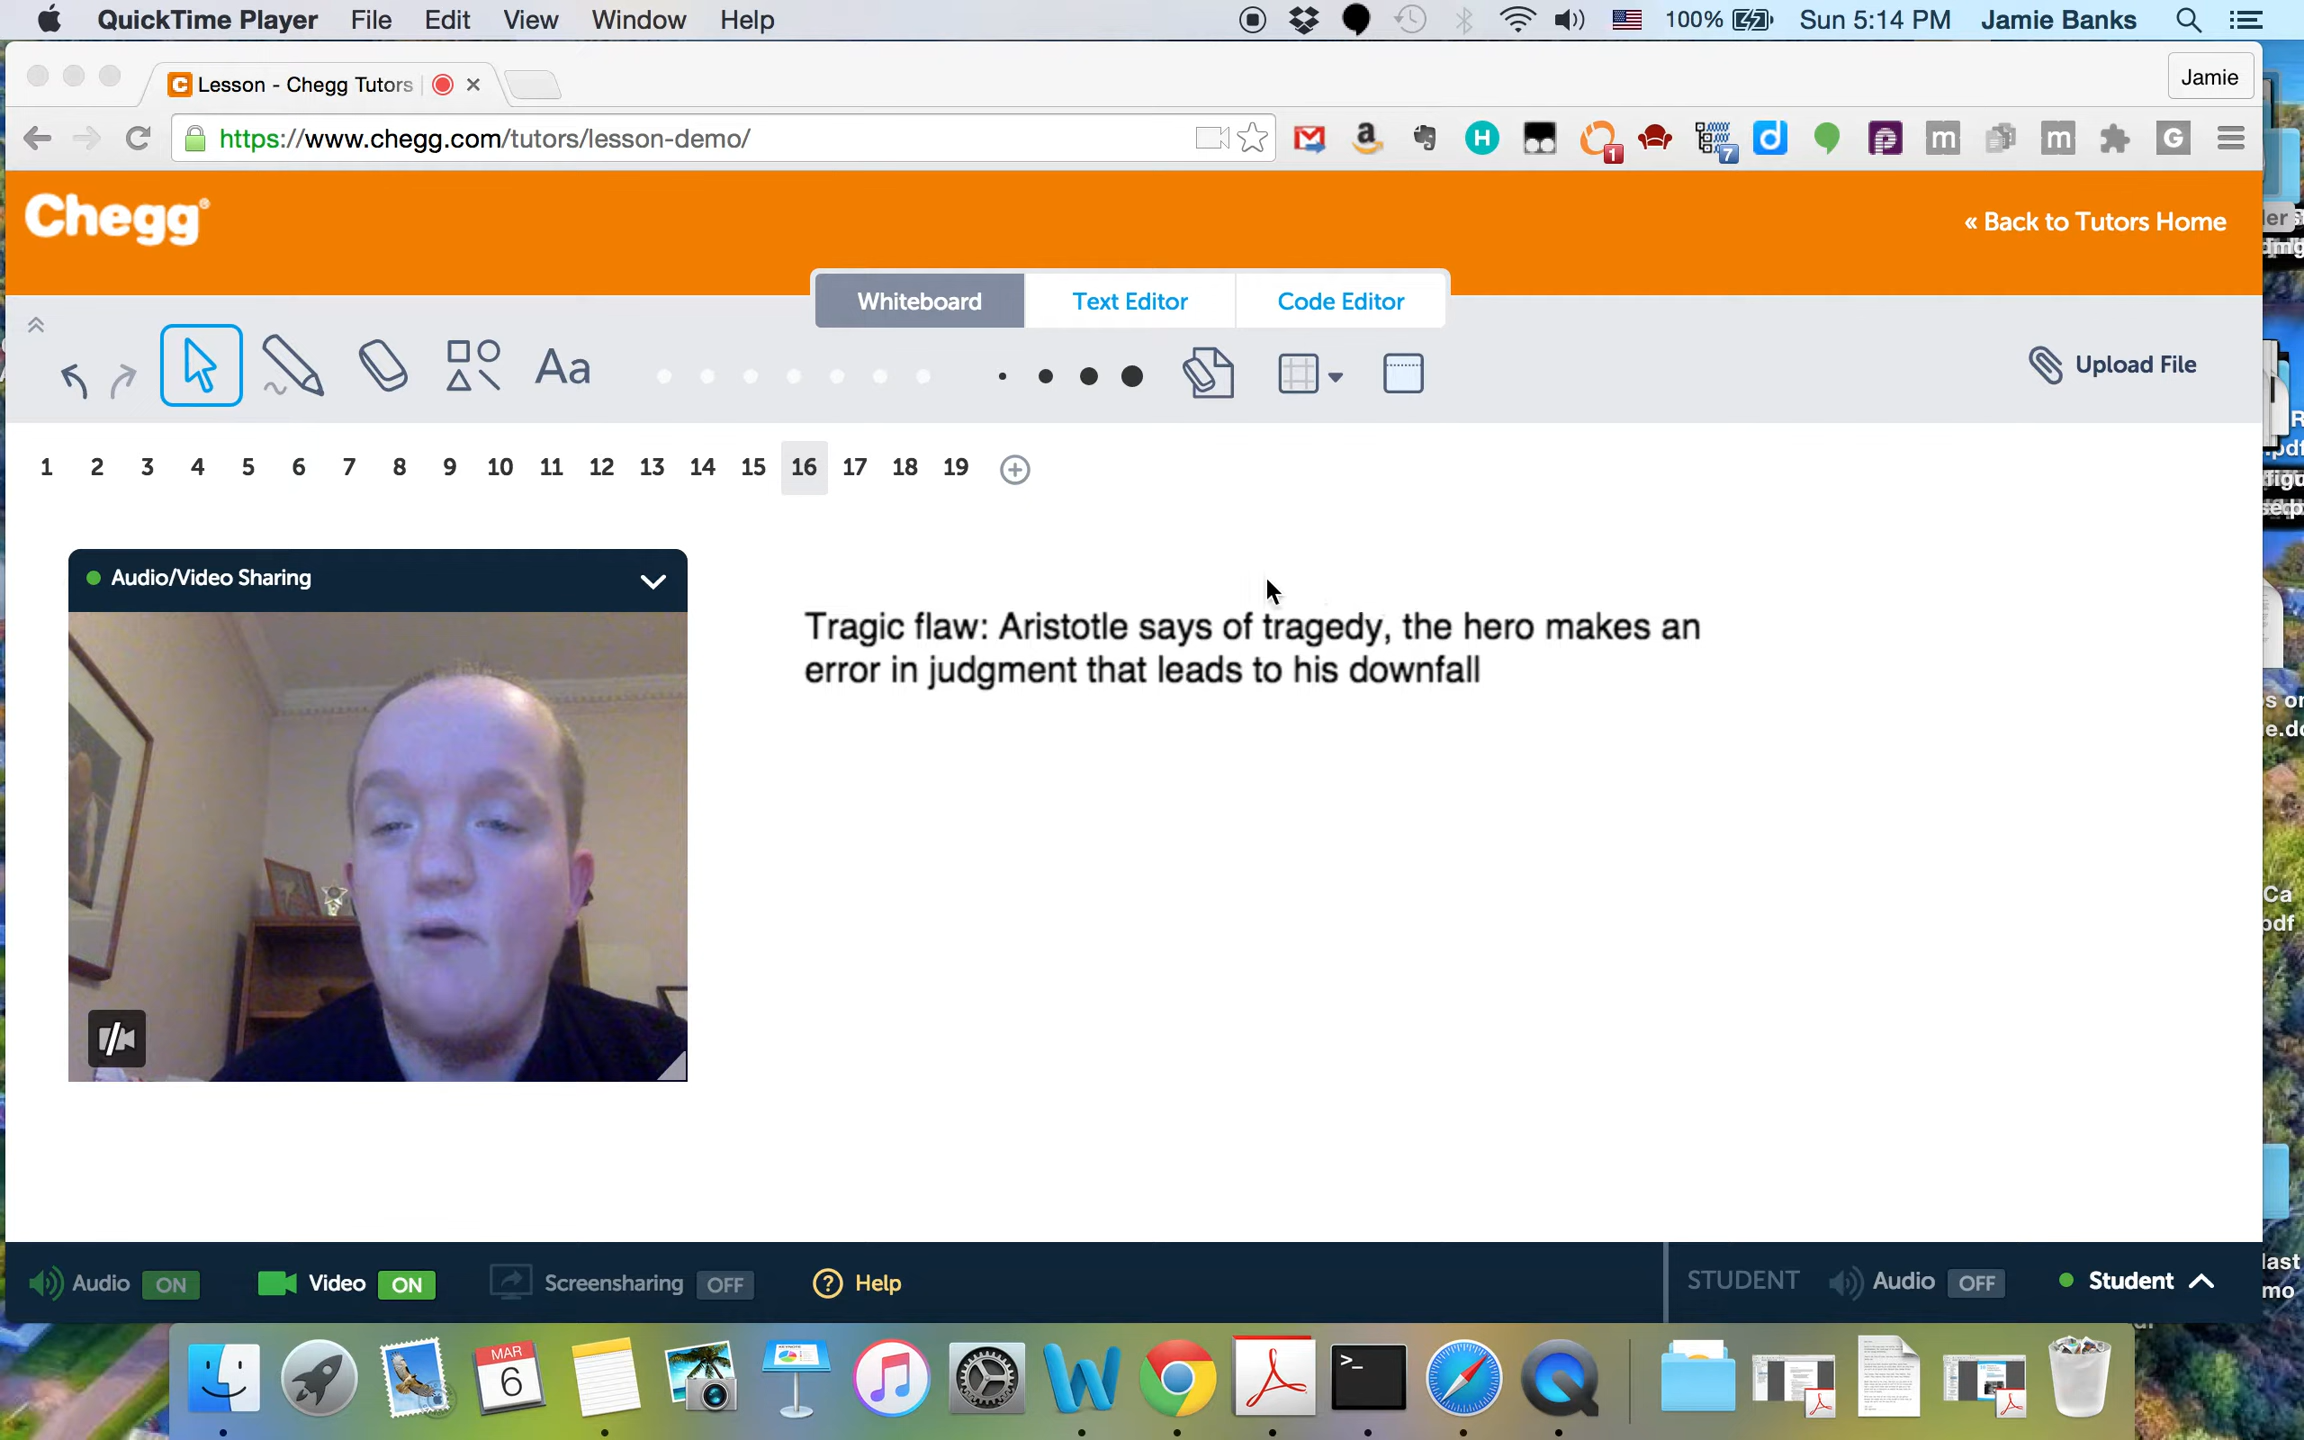 QuickTime Player File Edit View Window Help 100% Sun 5:14 PM Jamie Banks
Lesson - Chegg Tutors Jamie
https://www.chegg.com/tutors/lesson-demo/ H 1 7 d p m m G
Chegg®
« Back to Tutors Home
Whiteboard Text Editor Code Editor
Aa Upload File
1 2 3 4 5 6 7 8 9 10 11 12 13 14 15 16 17 18 19
Audio/Video Sharing
Tragic flaw: Aristotle says of tragedy, the hero makes an
error in judgment that leads to his downfall
Audio ON Video ON Screensharing OFF ? Help STUDENT Audio OFF Student
MAR
6